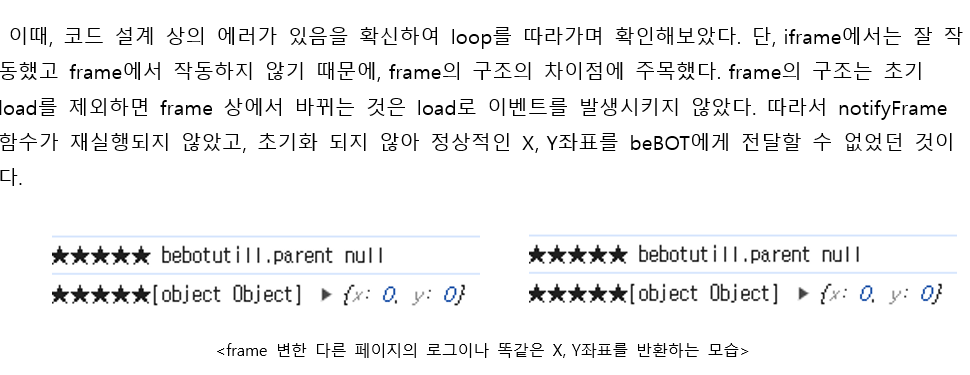 이때, 코드 설계 상의 에러가 있음을 확신하여 loop를 따라가며 확인해보았다. 단, iframe에서는 잘 작
동했고 frame에서 작동하지 않기 때문에, frame의 구조의 차이점에 주목했다. frame의 구조는 초기
load를 제외하면 frame 상에서 바뀌는 것은 load로 이벤트를 발생시키지 않았다. 따라서 notifyFrame
함수가 재실행되지 않았고, 초기화 되지 않아 정상적인 X, Y좌표를 beBOT에게 전달할 수 없었던 것이
다.
★★★★★ bebotutill.parent null
★★★★★[object Object] ▶ {x: 0, y: 0}
★★★★★ bebotutill.parent null
★★★★★[object Object] ▶ {x: 0, y: 0}
<frame 변한 다른 페이지의 로그이나 똑같은 X, Y좌표를 반환하는 모습>